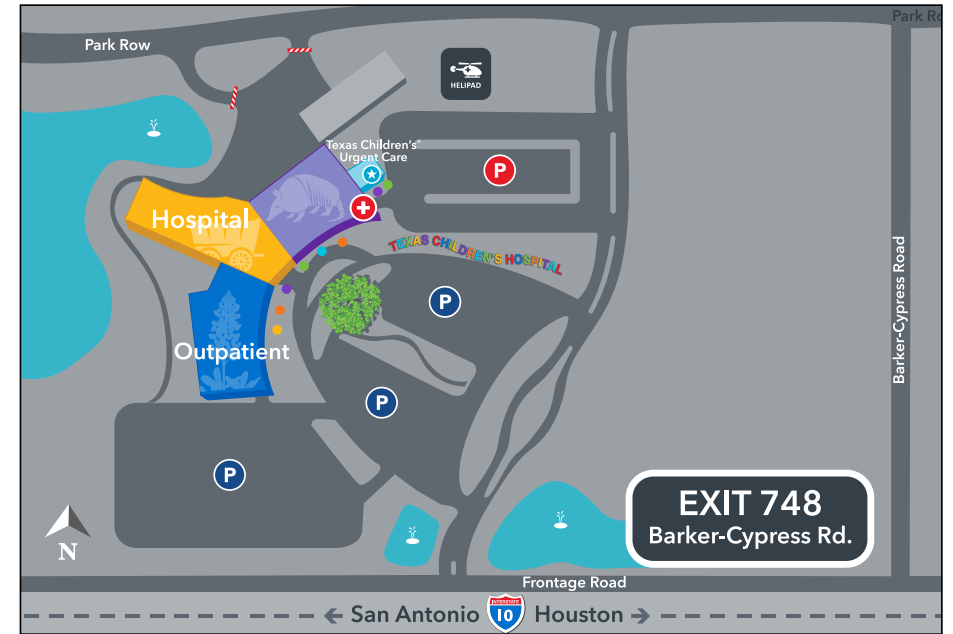 Park Ro
Park Row
HELIPAD
Texas Children's®
Urgent Care
P
Hospital
TEXAS CHILDREN'S HOSPITAL
P
Barker-Cypress Road
Outpatient
P
P
EXIT 748
Barker-Cypress Rd.
N
Frontage Road
San Antonio
INTERSTATE
10
Houston